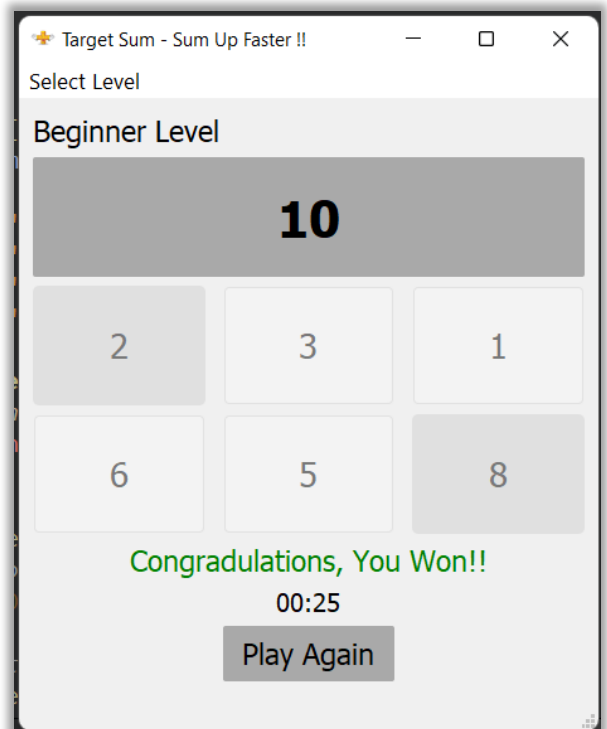 Target Sum - Sum Up Faster !!
Select Level
Beginner Level
10
2 3 1
6 5 8
Congradulations, You Won!!
00:25
Play Again